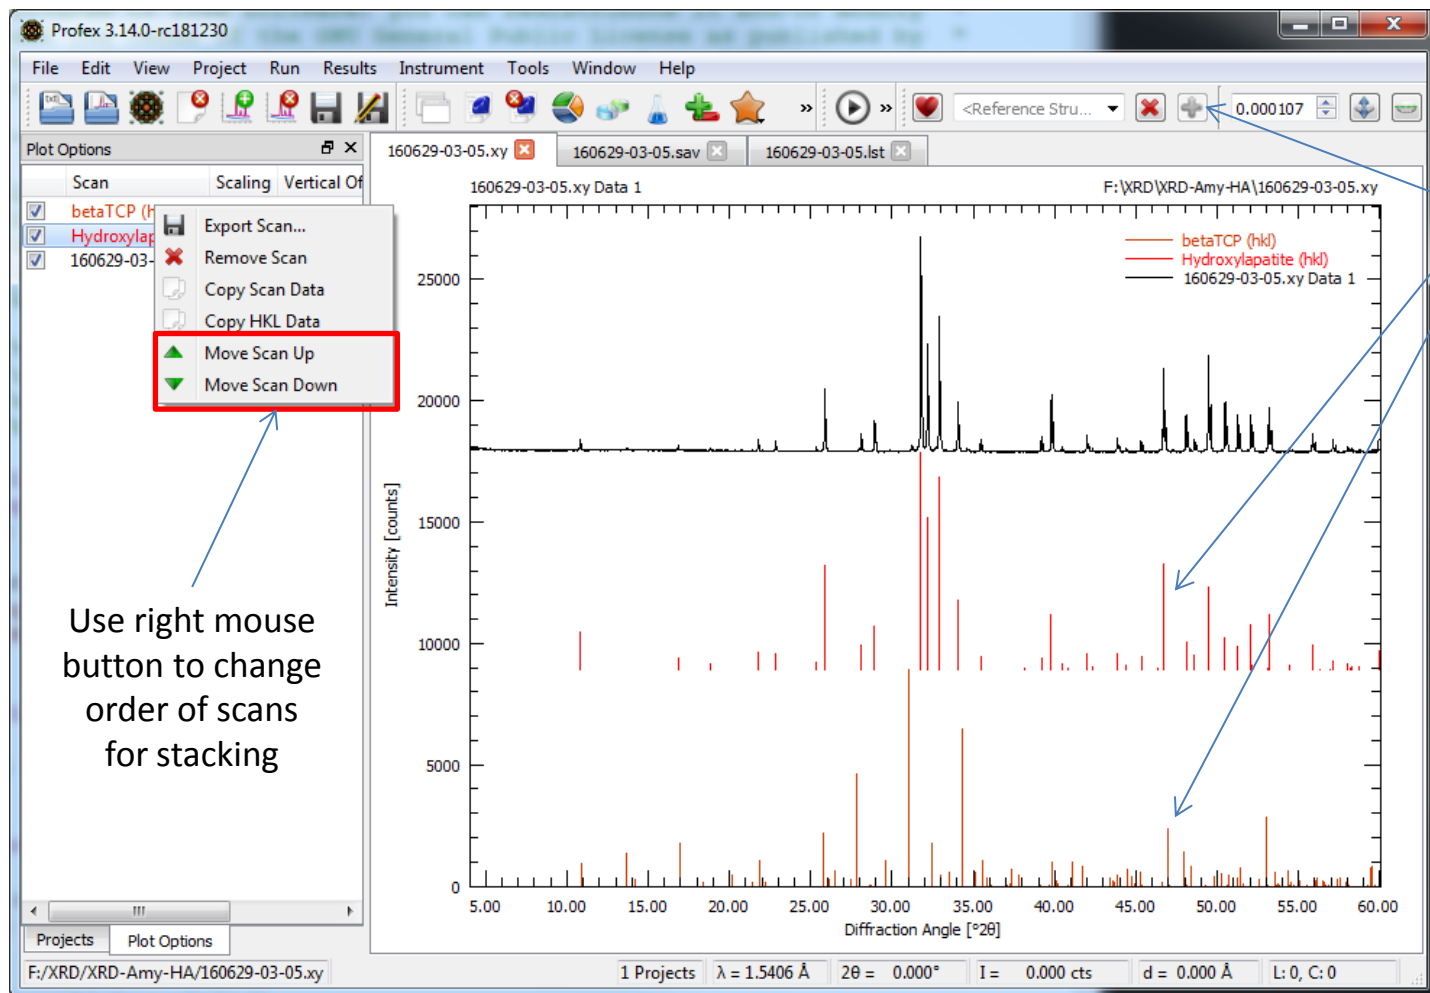 Profex 3.14.0-rc181230
File Edit View Project Run Results Instrument Tools Window Help
<Reference Stru... 0.000107
Plot Options
160629-03-05.xy 160629-03-05.sav 160629-03-05.lst
Scan Scaling Vertical Of
betaTCP (h
Hydroxylap
160629-03-
Export Scan...
Remove Scan
Copy Scan Data
Copy HKL Data
Move Scan Up
Move Scan Down
Use right mouse
button to change
order of scans
for stacking
160629-03-05.xy Data 1 F:\XRD\XRD-Amy-HA\160629-03-05.xy
betaTCP (hkl)
Hydroxylapatite (hkl)
160629-03-05.xy Data 1
25000
20000
15000
10000
5000
0
Intensity [counts]
5.00 10.00 15.00 20.00 25.00 30.00 35.00 40.00 45.00 50.00 55.00 60.00
Diffraction Angle [°2θ]
Projects Plot Options
F:/XRD/XRD-Amy-HA/160629-03-05.xy 1 Projects λ = 1.5406 Å 2θ = 0.000° I = 0.000 cts d = 0.000 Å L: 0, C: 0